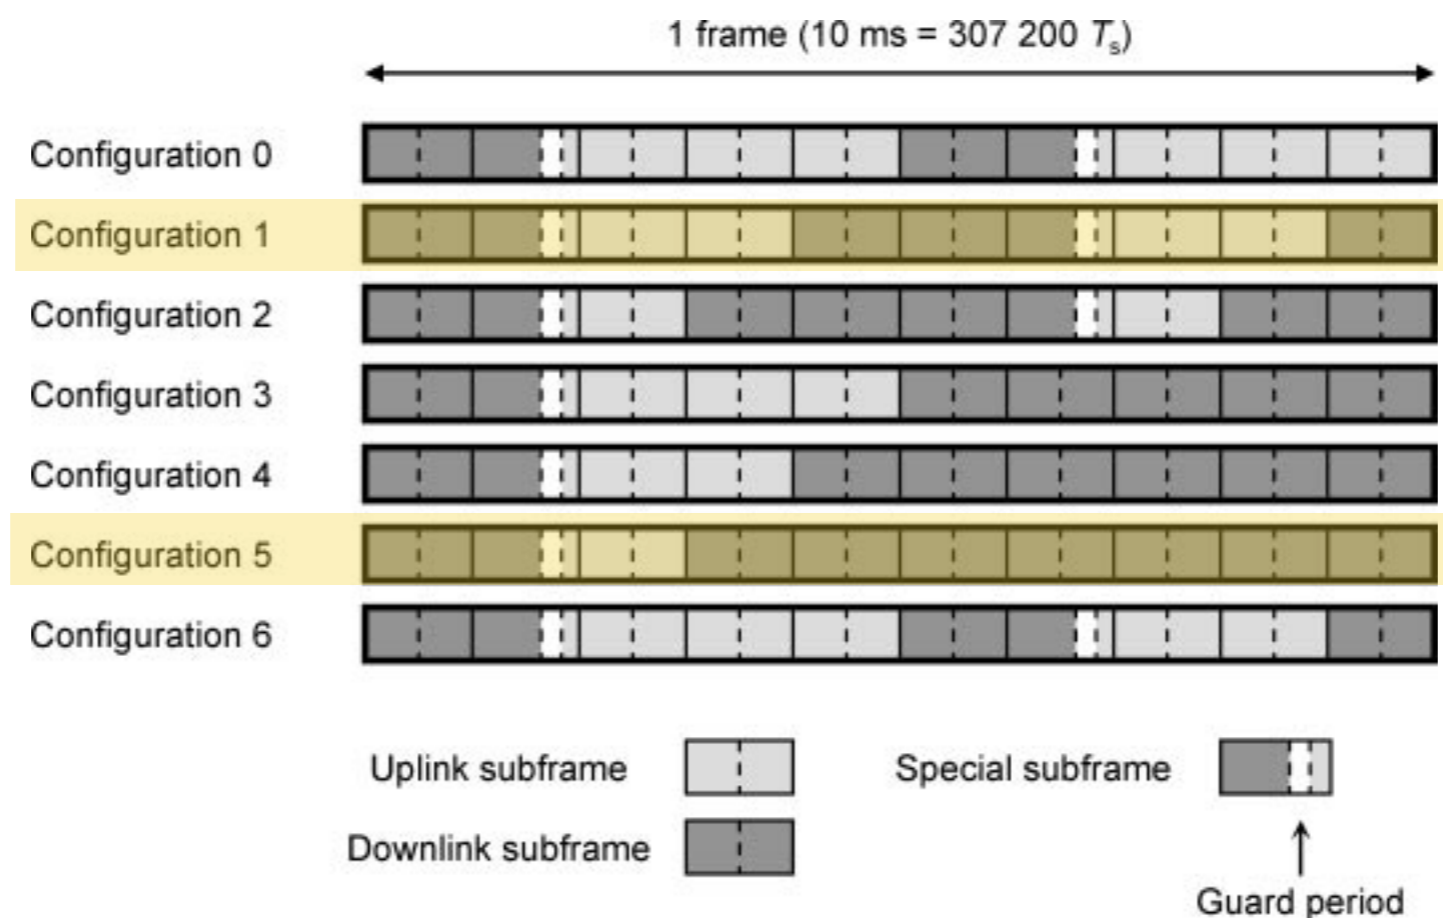 1 frame (10 ms = 307 200 Ts)
Configuration 0
Configuration 1
Configuration 2
Configuration 3
Configuration 4
Configuration 5
Configuration 6
Uplink subframe
Special subframe
Downlink subframe
Guard period